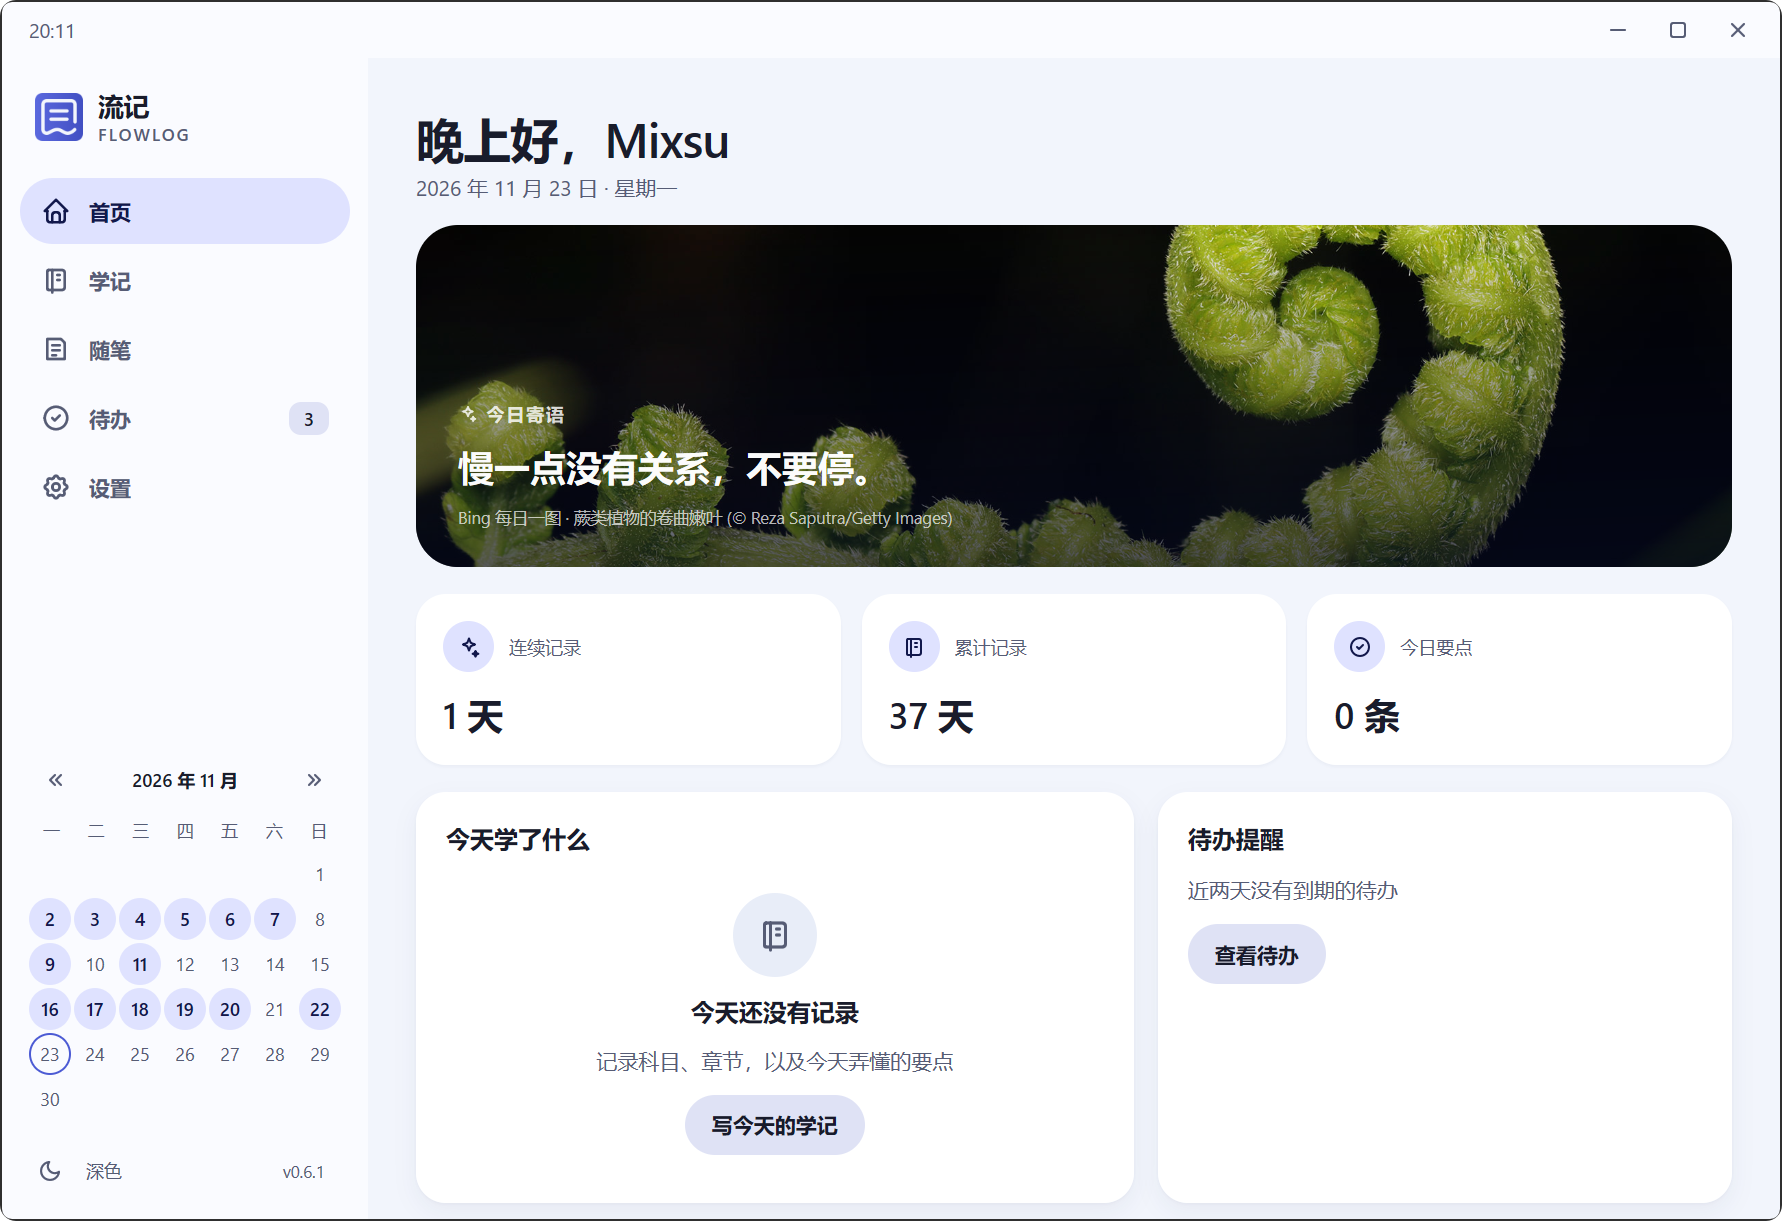 20:11
流记
FLOWLOG
首页
学记
随笔
待办 3
设置
2026 年 11 月
一 二 三 四 五 六 日
1
2 3 4 5 6 7 8
9 10 11 12 13 14 15
16 17 18 19 20 21 22
23 24 25 26 27 28 29
30
深色 v0.6.1
晚上好，Mixsu
2026 年 11 月 23 日 · 星期一
今日寄语
慢一点没有关系，不要停。
Bing 每日一图 · 蕨类植物的卷曲嫩叶 (© Reza Saputra/Getty Images)
连续记录
1 天
累计记录
37 天
今日要点
0 条
今天学了什么
今天还没有记录
记录科目、章节，以及今天弄懂的要点
写今天的学记
待办提醒
近两天没有到期的待办
查看待办